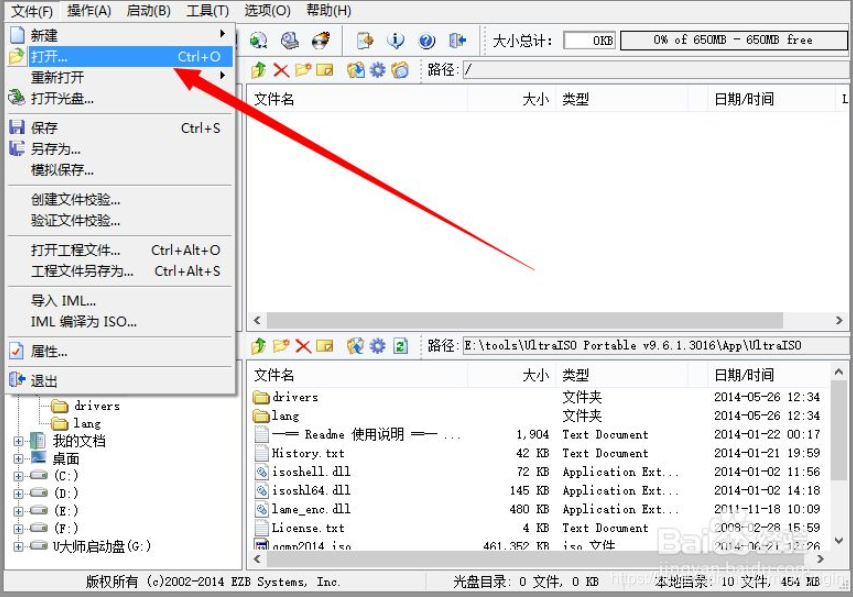 文件(F) 操作(A) 启动(B) 工具(T) 选项(O) 帮助(H)
新建
打开... Ctrl+O
重新打开
打开光盘...
保存 Ctrl+S
另存为...
模拟保存...
创建文件校验...
验证文件校验...
打开工程文件... Ctrl+Alt+O
工程文件另存为... Ctrl+Alt+S
导入 IML...
IML 编译为 ISO...
属性...
退出
大小总计: 0KB 0% of 650MB - 650MB free
路径: /
文件名 大小 类型 日期/时间 L
drivers
lang
我的文档
桌面
(C:)
(D:)
(E:)
(F:)
U大师启动盘(G:)
路径: E:\tools\UltraISO Portable v9.6.1.3016\App\UltraISO
文件名 大小 类型 日期/时间
drivers 文件夹 2014-05-26 12:34
lang 文件夹 2014-05-26 12:34
—== Readme 使用说明 ==— ... 1,904 Text Document 2014-01-22 00:17
History.txt 42 KB Text Document 2014-01-21 19:59
isoshell.dll 72 KB Application Ext... 2014-01-02 11:56
isoshl64.dll 145 KB Application Ext... 2014-01-02 14:18
lame_enc.dll 480 KB Application Ext... 2011-11-18 10:09
License.txt 4 KB Text Document 2008-02-28 15:59
qcmp2014.iso 461,352 KB iso 文件
版权所有 (c)2002-2014 EZB Systems, Inc. 光盘目录: 0 文件, 0 KB 本地目录: 10 文件, 454 MB
Baidu经验
jingyan.baidu.com